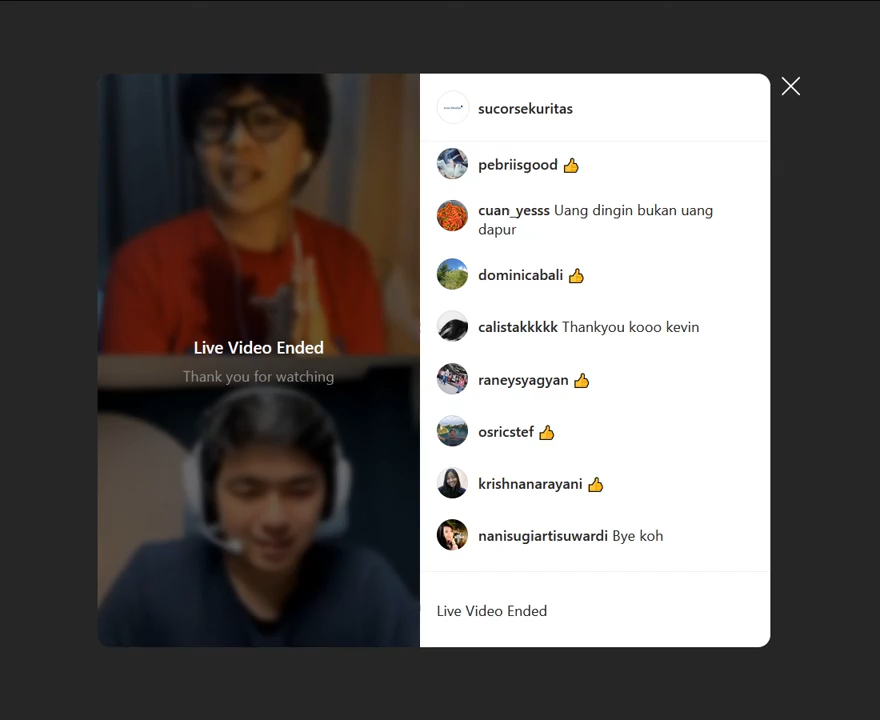 sucorsekuritas
pebriisgood 👍
cuan_yesss Uang dingin bukan uang
dapur
dominicabali 👍
calistakkkkk Thankyou kooo kevin
raneysyagyan 👍
osricstef 👍
krishnanarayani 👍
nanisugiartisuwardi Bye koh
Live Video Ended
Live Video Ended
Thank you for watching